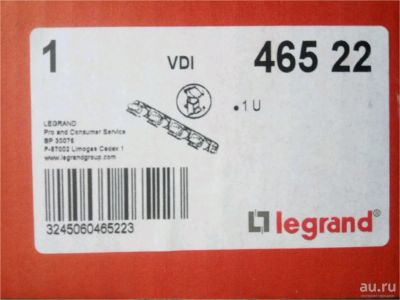 1 VDI 465 22
• 1 U
LEGRAND
Pro and Consumer Service
BP 30076
F-87002 Limoges Cedex 1
www.legrandgroup.com
3245060465223
legrand®
au.ru